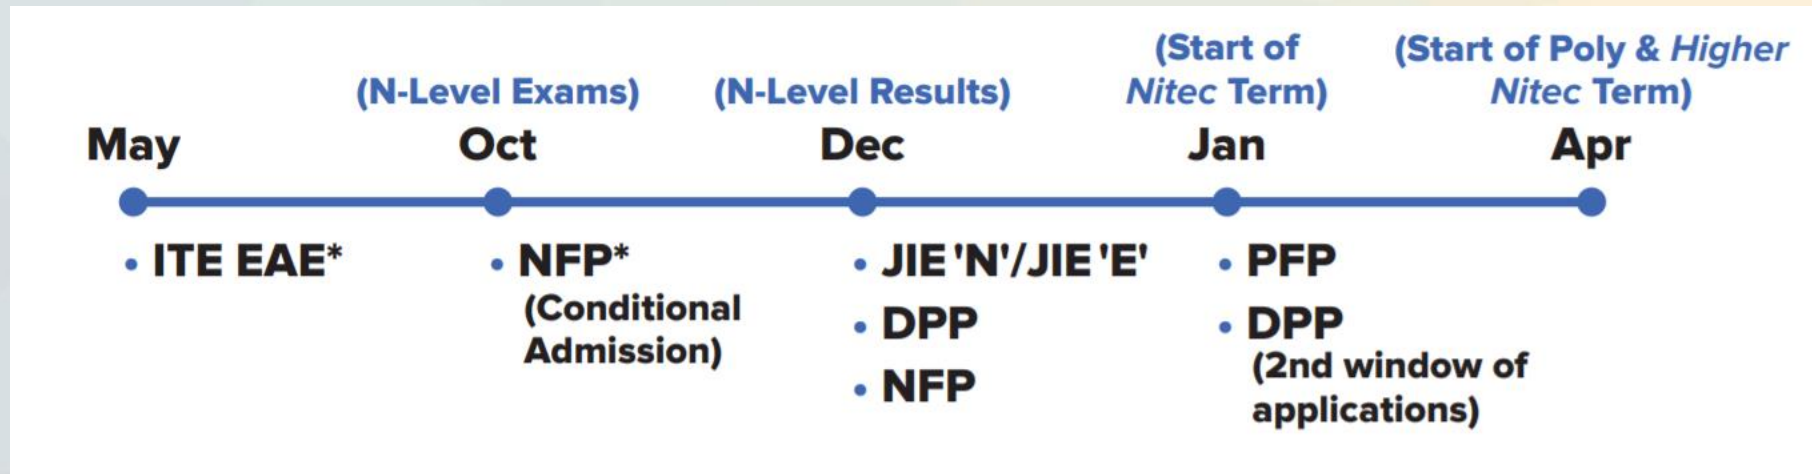 (N-Level Exams)
(N-Level Results)
(Start of
Nitec Term)
(Start of Poly & Higher
Nitec Term)
May
Oct
Dec
Jan
Apr
• ITE EAE*
• NFP*
(Conditional
Admission)
• JIE 'N'/JIE 'E'
• DPP
• NFP
• PFP
• DPP
(2nd window of
applications)